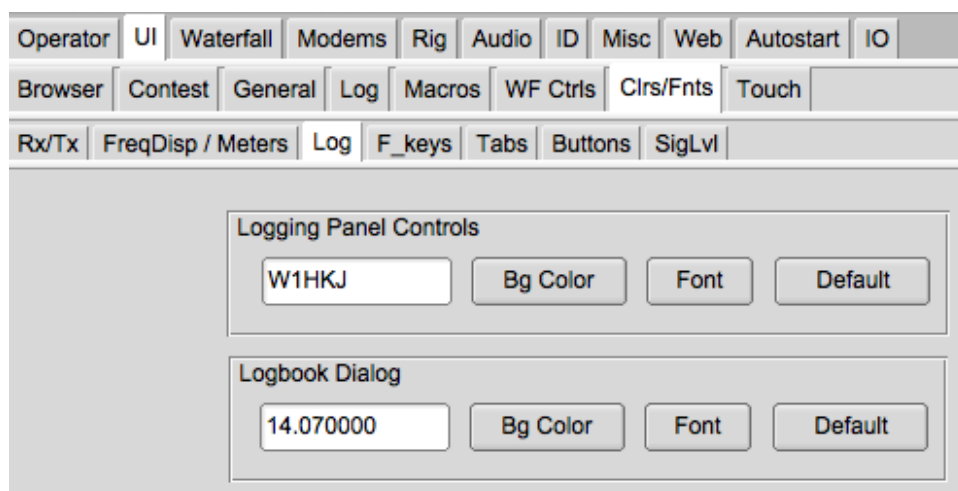 Operator UI Waterfall Modems Rig Audio ID Misc Web Autostart IO
Browser Contest General Log Macros WF Ctrls Clrs/Fnts Touch
Rx/Tx FreqDisp / Meters Log F_keys Tabs Buttons SigLvl
Logging Panel Controls
W1HKJ Bg Color Font Default
Logbook Dialog
14.070000 Bg Color Font Default